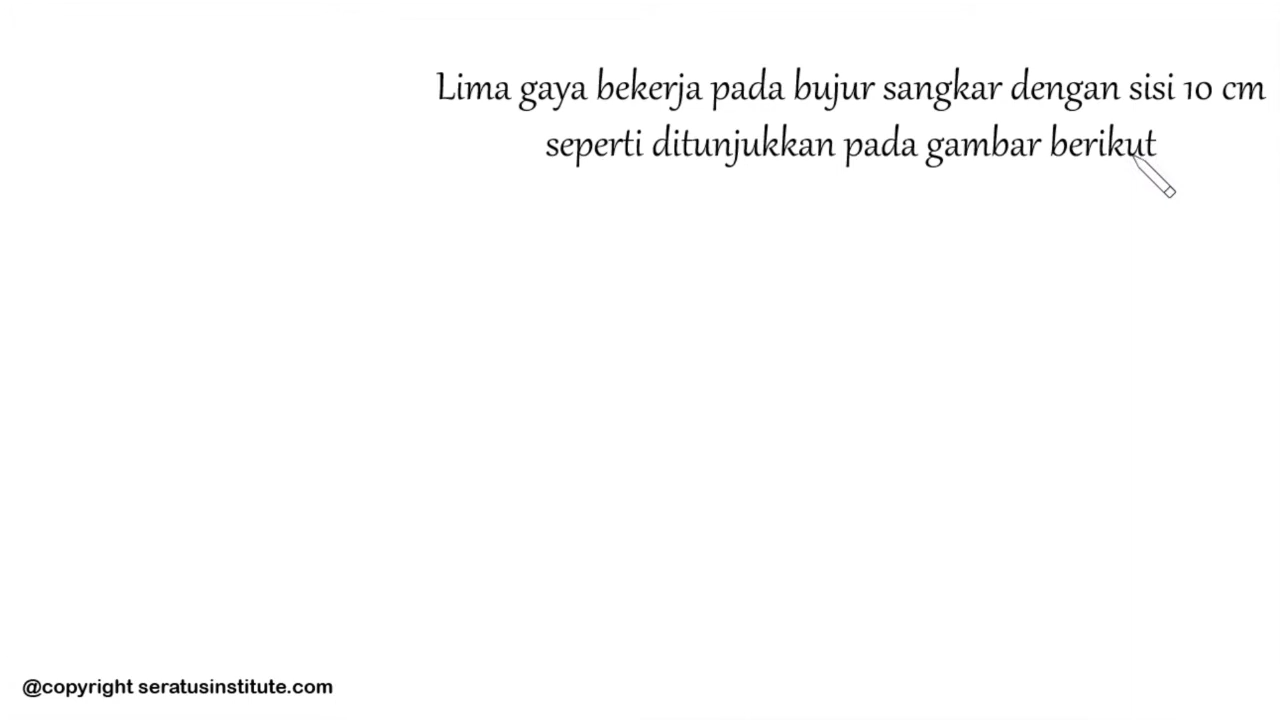 Lima gaya bekerja pada bujur sangkar dengan sisi 10 cm
seperti ditunjukkan pada gambar berikut
@copyright seratusinstitute.com